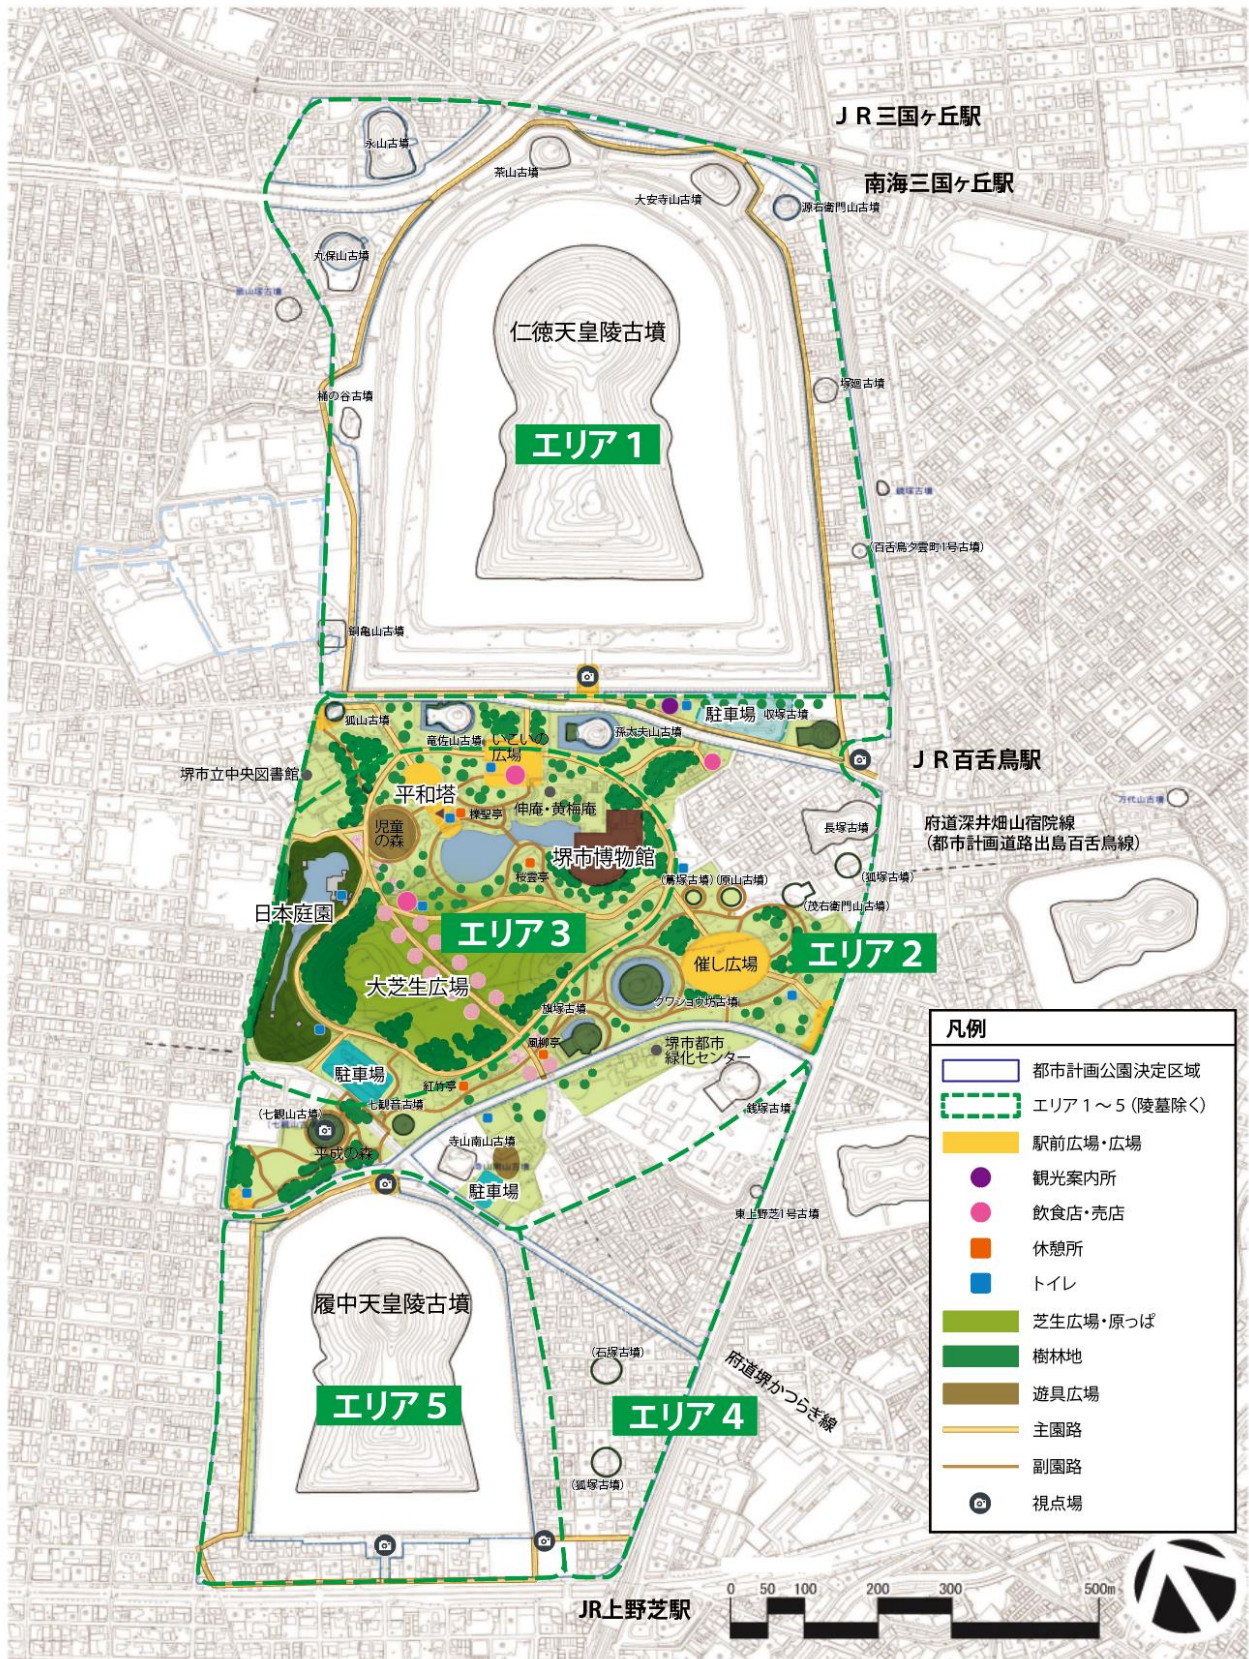 JR三国ヶ丘駅
永山古墳
茶山古墳
南海三国ヶ丘駅
大安寺山古墳
源右衛門山古墳
丸保山古墳
仁徳天皇陵古墳
塚廻古墳
樋の谷古墳
エリア1
鏡塚古墳
(百舌鳥夕雲町1号古墳)
銅亀山古墳
狐山古墳
駐車場
収塚古墳
竜佐山古墳
いこいの
広場
孫太夫山古墳
JR百舌鳥駅
堺市立中央図書館
平和塔
伸庵・黄梅庵
万代山古墳
児童
の森
堺市博物館
長塚古墳
府道深井畑山宿院線
(都市計画道路出島百舌鳥線)
桜雲亭
(狐塚古墳)
(原山古墳)
(茂右衛門山古墳)
日本庭園
エリア3
エリア2
催し広場
大芝生広場
グワショウ坊古墳
旗塚古墳
風柳亭
堺市都市
緑化センター
駐車場
紅竹亭
七観音古墳
銭塚古墳
(七観山古墳)
平成の森
寺山南山古墳
駐車場
東上野芝1号古墳
履中天皇陵古墳
(石塚古墳)
府道堺かつらぎ線
エリア5
エリア4
(狐塚古墳)
JR上野芝駅
凡例
都市計画公園決定区域
エリア1~5(陵墓除く)
駅前広場・広場
観光案内所
飲食店・売店
休憩所
トイレ
芝生広場・原っぱ
樹林地
遊具広場
主園路
副園路
視点場
0 50 100 200 300 500m